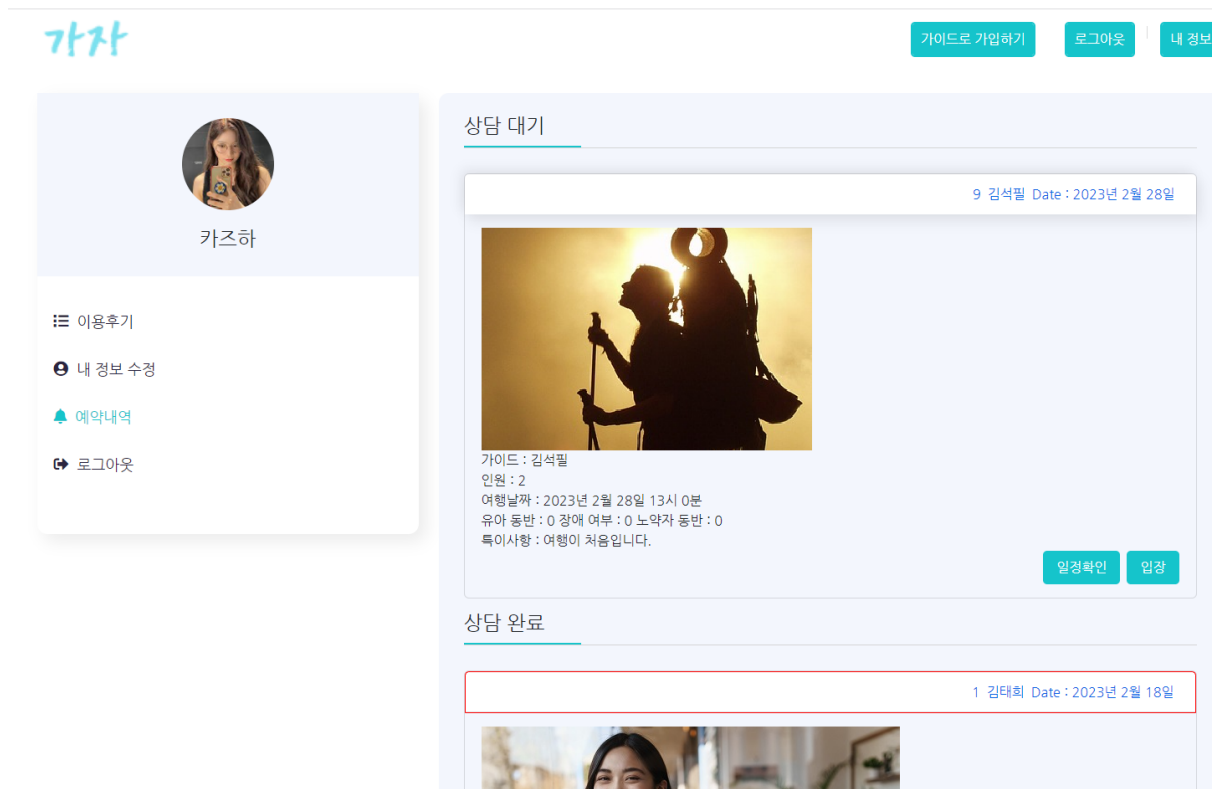 가자
가이드로 가입하기
로그아웃
내 정보
카즈하
이용후기
내 정보 수정
예약내역
로그아웃
상담 대기
9 김석필 Date : 2023년 2월 28일
가이드 : 김석필
인원 : 2
여행날짜 : 2023년 2월 28일 13시 0분
유아 동반 : 0 장애 여부 : 0 노약자 동반 : 0
특이사항 : 여행이 처음입니다.
일정확인 입장
상담 완료
1 김태희 Date : 2023년 2월 18일